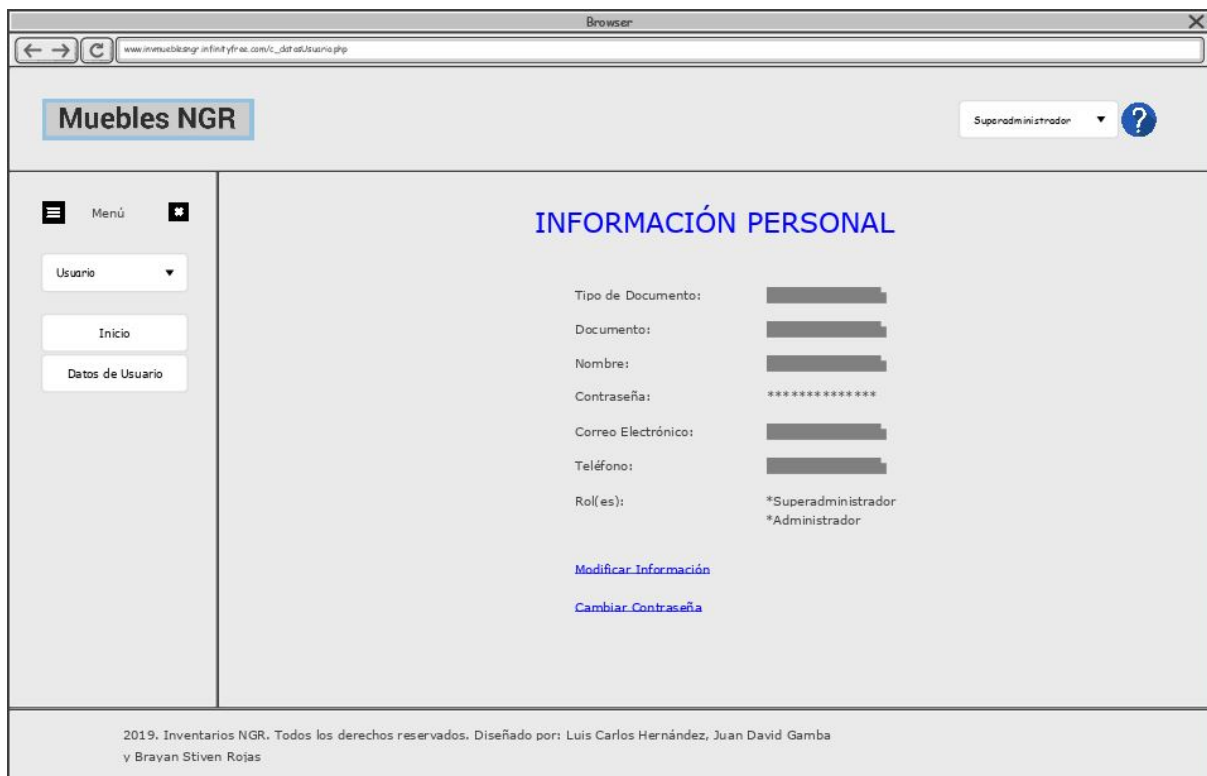 Browser
www.invmueblesngr.infinityfree.com/c_datosUsuario.php
Muebles NGR
Superadministrador
?
Menú
Usuario
Inicio
Datos de Usuario
INFORMACIÓN PERSONAL
Tipo de Documento:
Documento:
Nombre:
Contraseña: **************
Correo Electrónico:
Teléfono:
Rol(es): *Superadministrador
*Administrador
Modificar Información
Cambiar Contraseña
2019. Inventarios NGR. Todos los derechos reservados. Diseñado por: Luis Carlos Hernández, Juan David Gamba
y Brayan Stiven Rojas